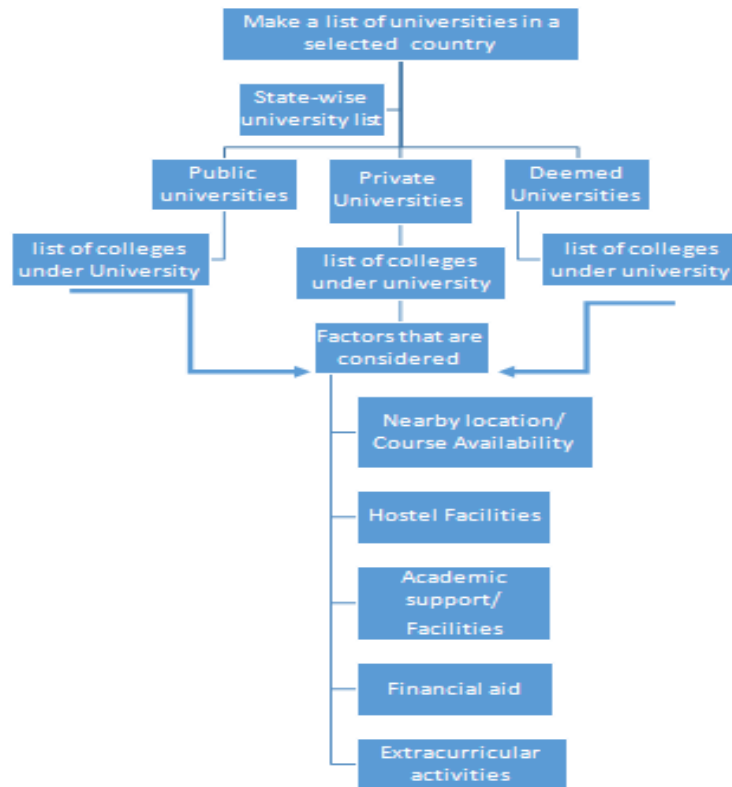 Make a list of universities in a
selected country
State-wise
university list
Public
universities
Private
Universities
Deemed
Universities
list of colleges
under University
list of colleges
under university
list of colleges
under university
Factors that are
considered
Nearby location/
Course Availability
Hostel Facilities
Academic
support/
Facilities
Financial aid
Extracurricular
activities